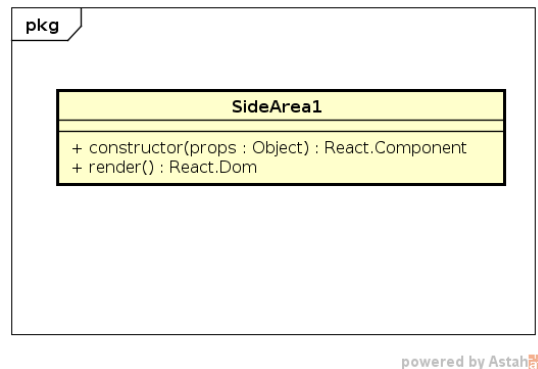 pkg
SideArea1
+ constructor(props : Object) : React.Component
+ render() : React.Dom
powered by Astah